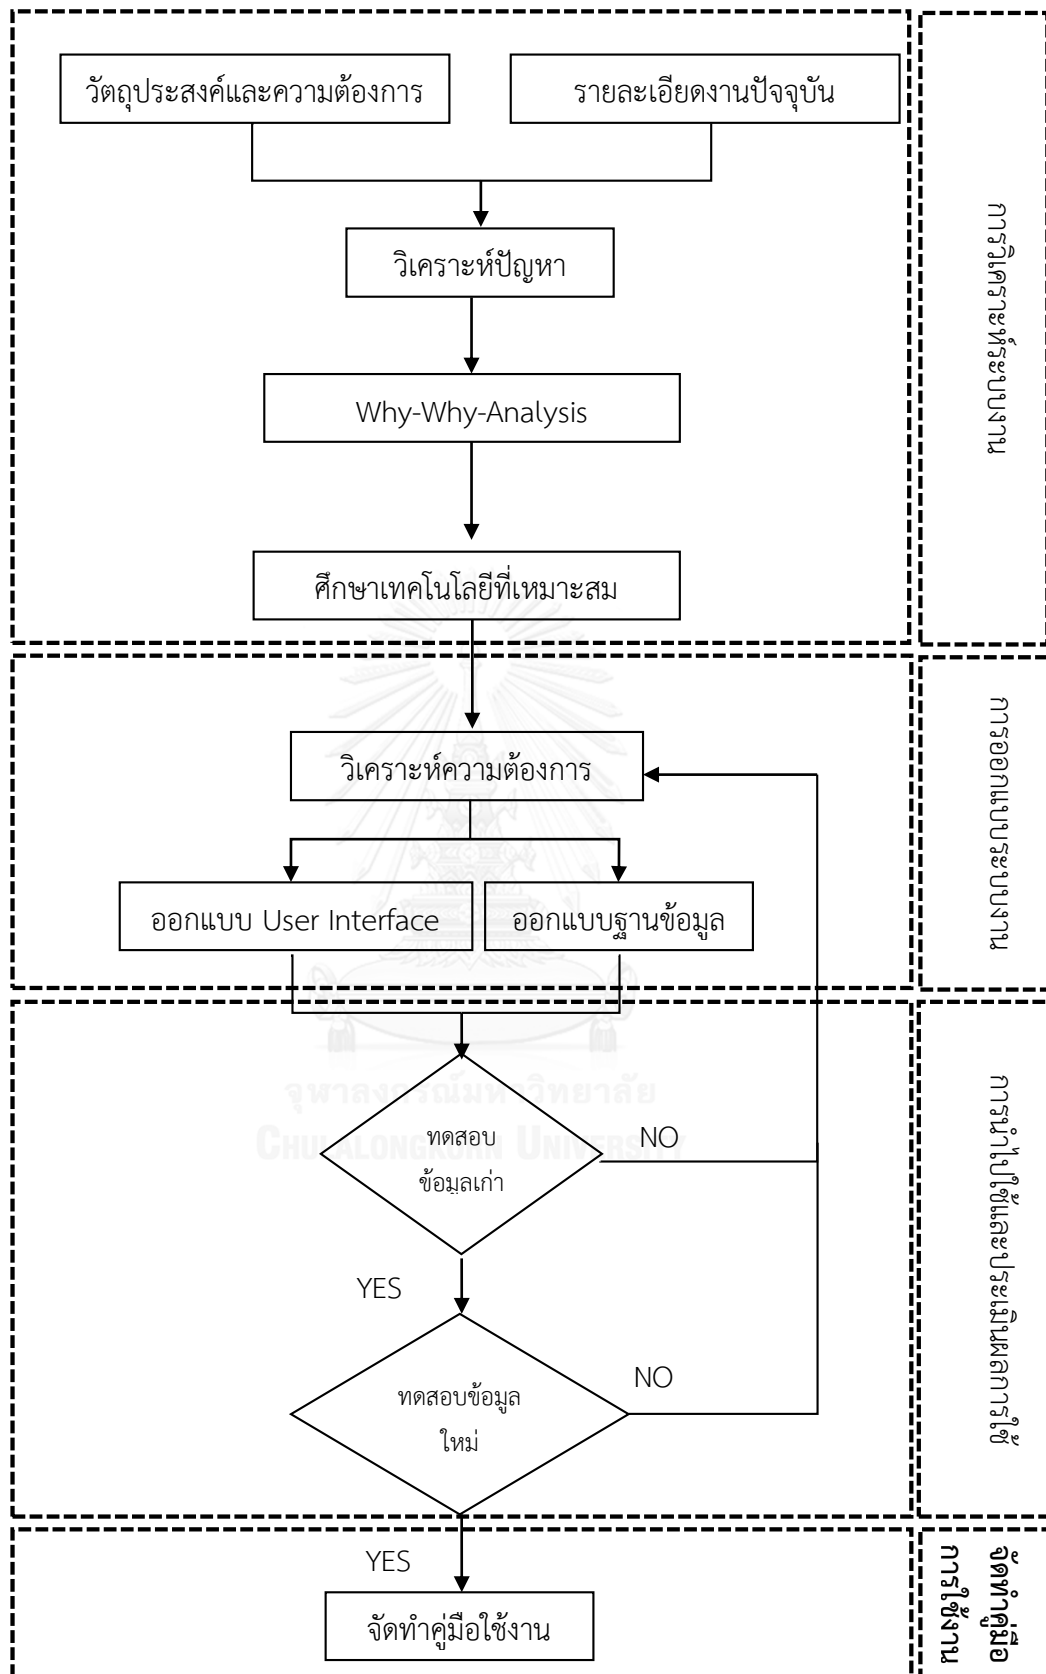 วัตถุประสงค์และความต้องการ
รายละเอียดงานปัจจุบัน
วิเคราะห์ปัญหา
Why-Why-Analysis
ศึกษาเทคโนโลยีที่เหมาะสม
การวิเคราะห์ระบบงาน
วิเคราะห์ความต้องการ
ออกแบบ User Interface
ออกแบบฐานข้อมูล
การออกแบบระบบงาน
จุฬาลงกรณ์มหาวิทยาลัย
CHULALONGKORN UNIVERSITY
ทดสอบ
ข้อมูลเก่า
NO
YES
ทดสอบข้อมูล
ใหม่
NO
การนำไปใช้และประเมินผลการใช้
YES
จัดทำคู่มือใช้งาน
จัดทำคู่มือ
การใช้งาน